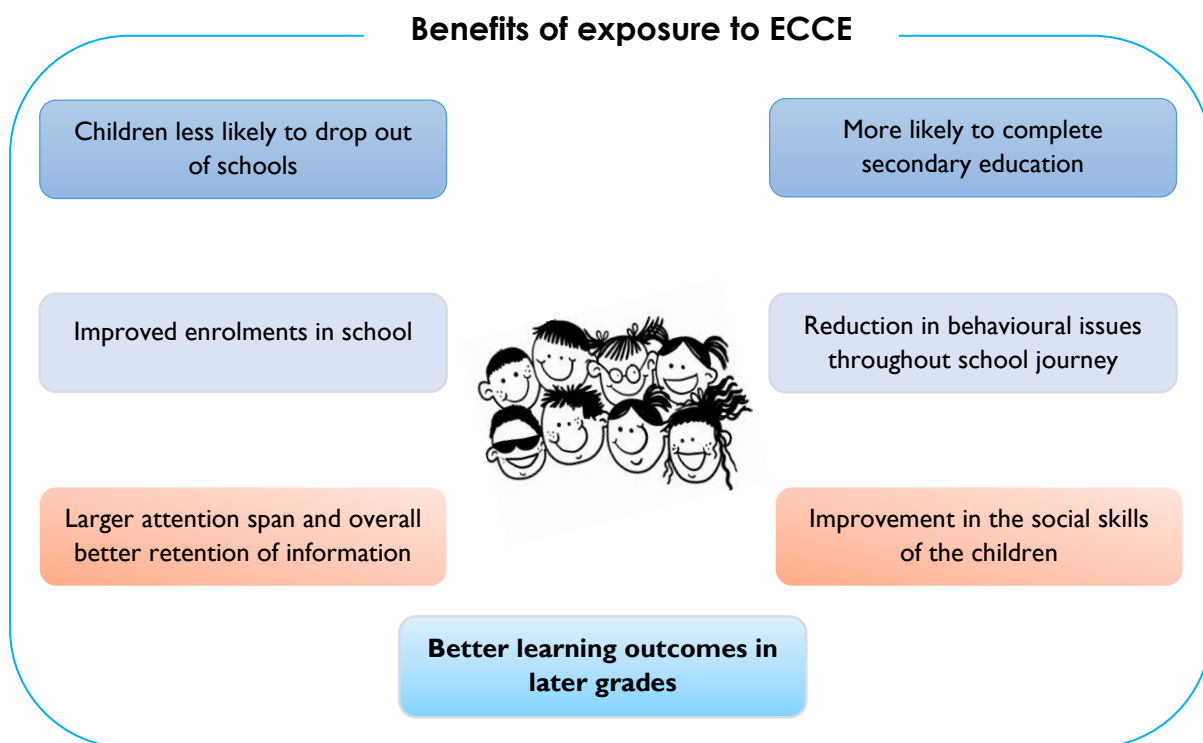 Benefits of exposure to ECCE
Children less likely to drop out
of schools
More likely to complete
secondary education
Improved enrolments in school
Reduction in behavioural issues
throughout school journey
Larger attention span and overall
better retention of information
Improvement in the social skills
of the children
Better learning outcomes in
later grades